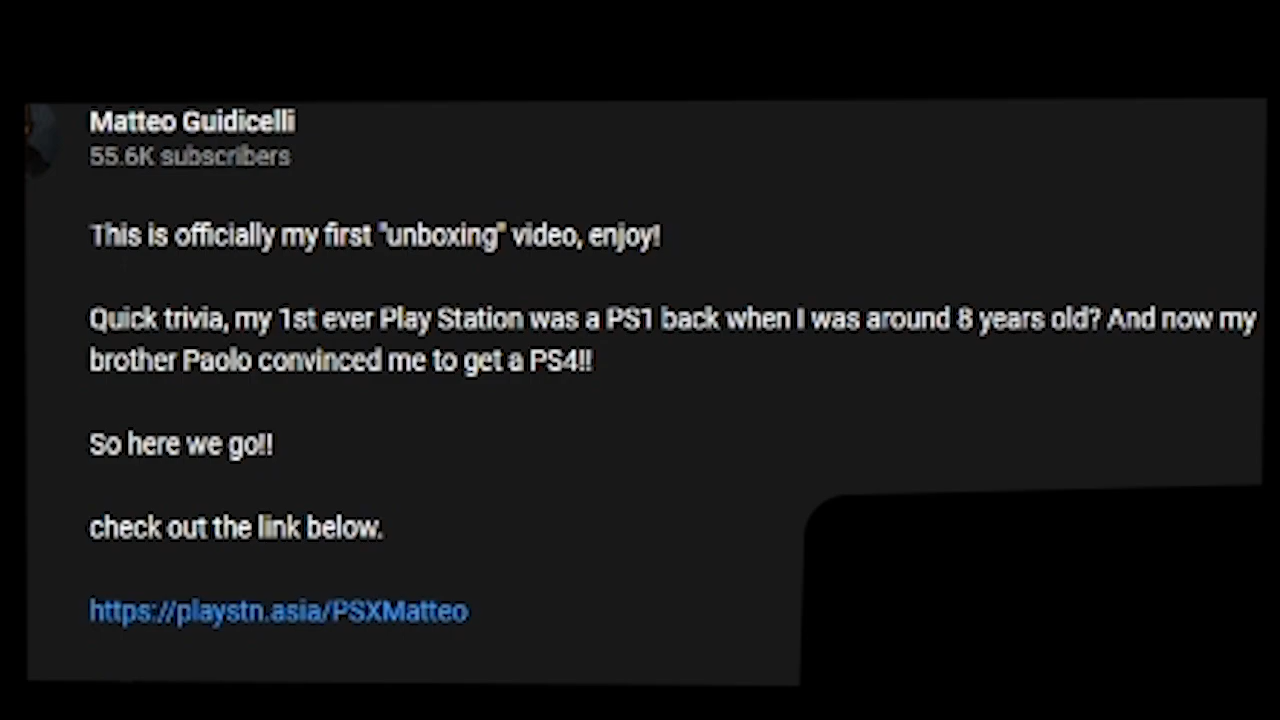 Matteo Guidicelli
55.6K subscribers
This is officially my first "unboxing" video, enjoy!
Quick trivia, my 1st ever Play Station was a PS1 back when I was around 8 years old? And now my
brother Paolo convinced me to get a PS4!!
So here we go!!
check out the link below.
https://playstn.asia/PSXMatteo